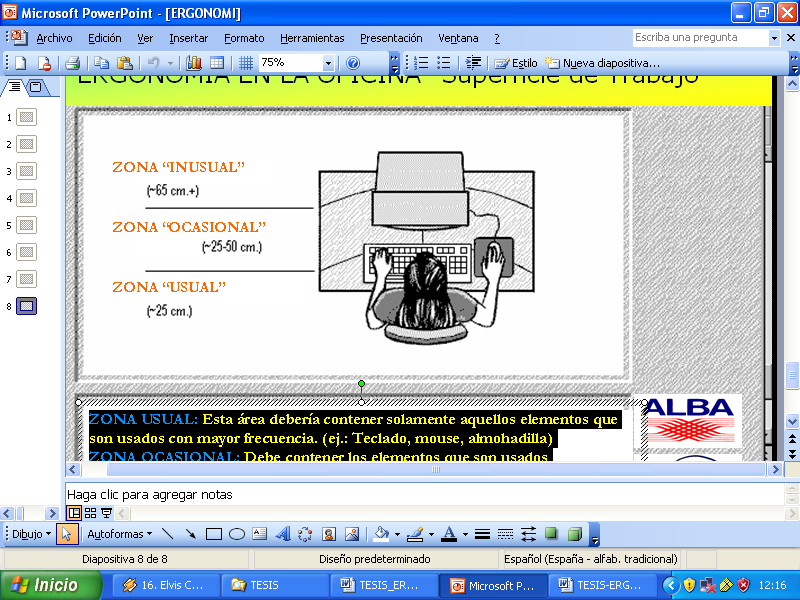 Microsoft PowerPoint - [ERGONOMI]
Archivo Edición Ver Insertar Formato Herramientas Presentación Ventana ? Escriba una pregunta
75% Estilo Nueva diapositiva...
ERGONOMIA EN LA OFICINA "Superficie de Trabajo"
ZONA “INUSUAL”
(~65 cm.+)
ZONA “OCASIONAL”
(~25-50 cm.)
ZONA “USUAL”
(~25 cm.)
1
2
3
4
5
6
7
8
ZONA USUAL: Esta área debería contener solamente aquellos elementos que
son usados con mayor frecuencia. (ej.: Teclado, mouse, almohadilla)
ZONA OCASIONAL: Debe contener los elementos que son usados
ALBA
Haga clic para agregar notas
Dibujo Autoformas
Diapositiva 8 de 8 Diseño predeterminado Español (España - alfab. tradicional)
Inicio 16. Elvis C... TESIS TESIS_ER... Microsoft P... TESIS-ERG... 12:16